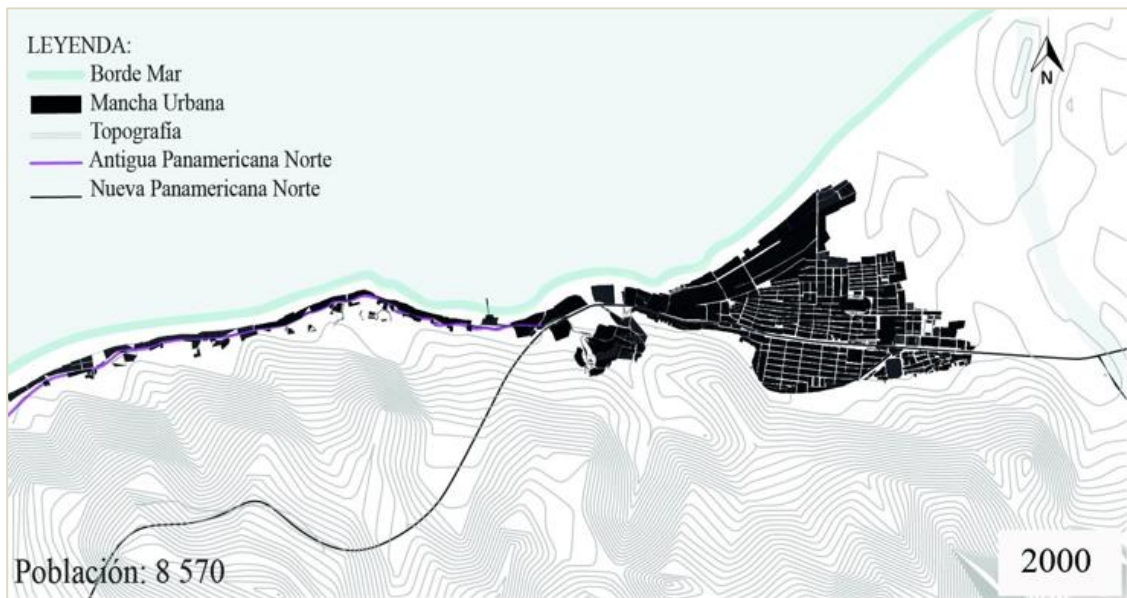 LEYENDA:
Borde Mar
Mancha Urbana
Topografía
Antigua Panamericana Norte
Nueva Panamericana Norte
N
Población: 8 570
2000